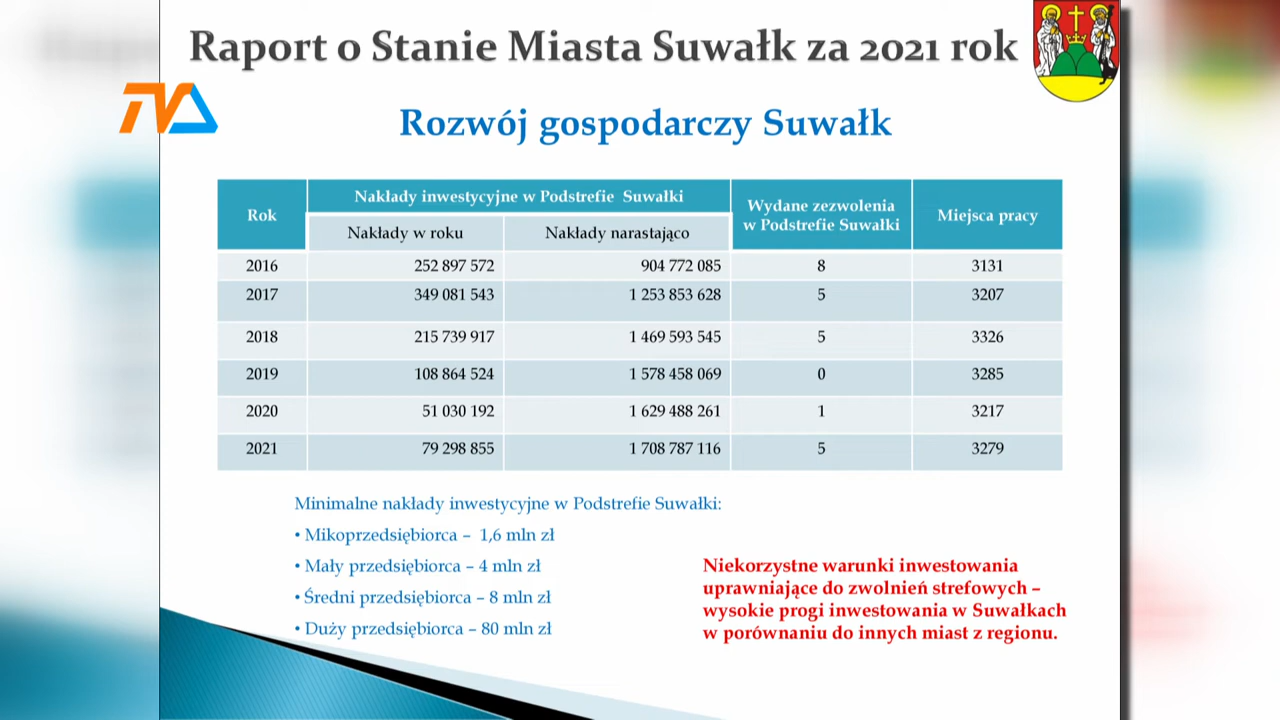 Raport o Stanie Miasta Suwałk za 2021 rok
TVA
Rozwój gospodarczy Suwałk
Rok
Nakłady inwestycyjne w Podstrefie Suwałki
Wydane zezwolenia
w Podstrefie Suwałki
Miejsca pracy
Nakłady w roku
Nakłady narastająco
2016 252 897 572 904 772 085 8 3131
2017 349 081 543 1 253 853 628 5 3207
2018 215 739 917 1 469 593 545 5 3326
2019 108 864 524 1 578 458 069 0 3285
2020 51 030 192 1 629 488 261 1 3217
2021 79 298 855 1 708 787 116 5 3279
Minimalne nakłady inwestycyjne w Podstrefie Suwałki:
• Mikoprzedsiębiorca – 1,6 mln zł
• Mały przedsiębiorca – 4 mln zł
• Średni przedsiębiorca – 8 mln zł
• Duży przedsiębiorca – 80 mln zł
Niekorzystne warunki inwestowania
uprawniające do zwolnień strefowych –
wysokie progi inwestowania w Suwałkach
w porównaniu do innych miast z regionu.